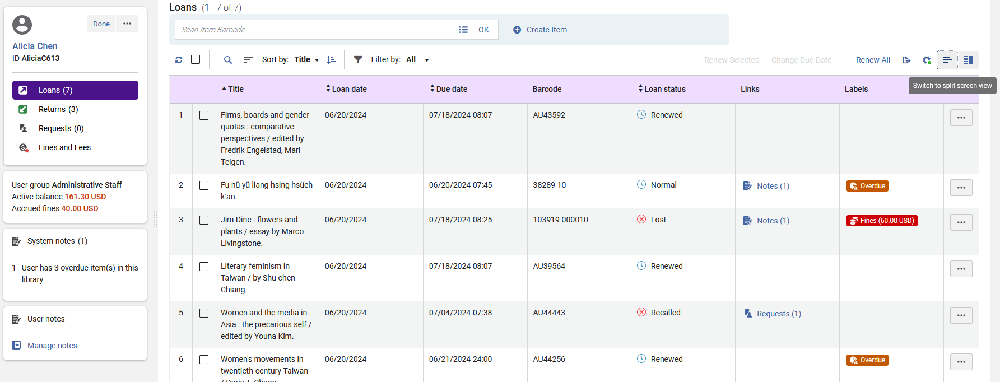 Done
Alicia Chen
ID AliciaC613
Loans (7)
Returns (3)
Requests (0)
Fines and Fees
User group Administrative Staff
Active balance 161.30 USD
Accrued fines 40.00 USD
System notes (1)
1 User has 3 overdue item(s) in this
library
User notes
Manage notes
Loans (1 - 7 of 7)
Scan Item Barcode
OK
Create Item
Sort by: Title
Filter by: All
Renew Selected
Change Due Date
Renew All
Switch to split screen view
Title
Loan date
Due date
Barcode
Loan status
Links
Labels
1
Firms, boards and gender
quotas : comparative
perspectives / edited by
Fredrik Engelstad, Mari
Teigen.
06/20/2024
07/18/2024 08:07
AU43592
Renewed
2
Fu nü yü liang hsing hsüeh
kʻan.
06/20/2024
06/20/2024 07:45
38289-10
Normal
Notes (1)
Overdue
3
Jim Dine : flowers and
plants / essay by Marco
Livingstone.
06/20/2024
07/18/2024 08:25
103919-000010
Lost
Notes (1)
Fines (60.00 USD)
4
Literary feminism in
Taiwan / by Shu-chen
Chiang.
06/20/2024
07/18/2024 08:07
AU39564
Renewed
5
Women and the media in
Asia : the precarious self /
edited by Youna Kim.
06/20/2024
07/04/2024 07:38
AU44443
Recalled
Requests (1)
6
Women's movements in
twentieth-century Taiwan
/ Doris T. Chang
06/20/2024
06/21/2024 24:00
AU44256
Renewed
Overdue